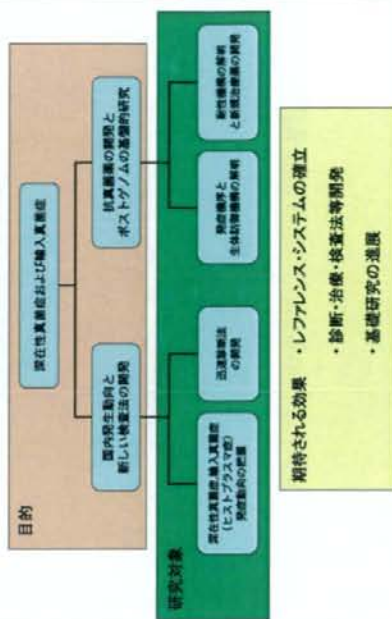 目的
深在性真菌症および輸入真菌症
国内発生動向と
新しい検査法の開発
抗真菌薬の開発と
ポストゲノムの基盤的研究
研究対象
深在性真菌症,輸入真菌症
(ヒストプラズマ症)
発症動向の把握
迅速診断法
の開発
発症機序と
生体防御機構の解析
耐性機構の解析
と新規治療薬の開発
期待される効果 ・レファレンス・システムの確立
・診断・治療・検査法等開発
・基礎研究の進展